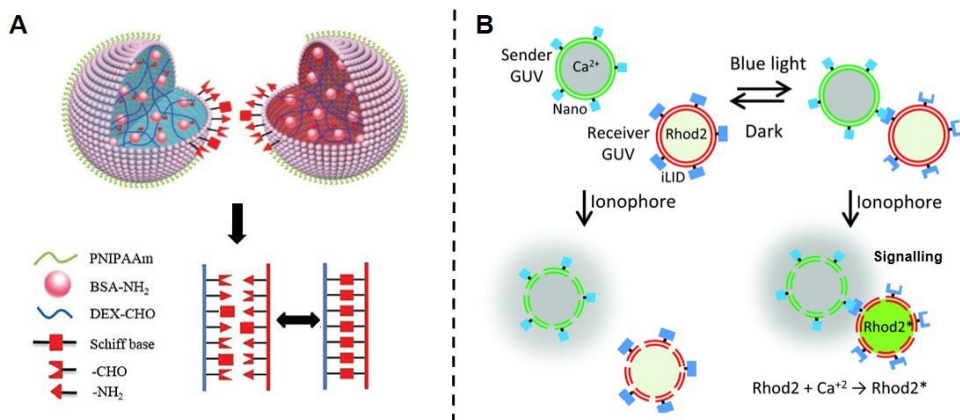 A
PNIPAAm
BSA-NH₂
DEX-CHO
Schiff base
-CHO
-NH₂
B
Sender
GUV
Ca²⁺
Nano
Receiver
GUV
Rhod2
iLID
Blue light
Dark
Ionophore
Ionophore
Signalling
Rhod2*
Rhod2 + Ca⁺² → Rhod2*